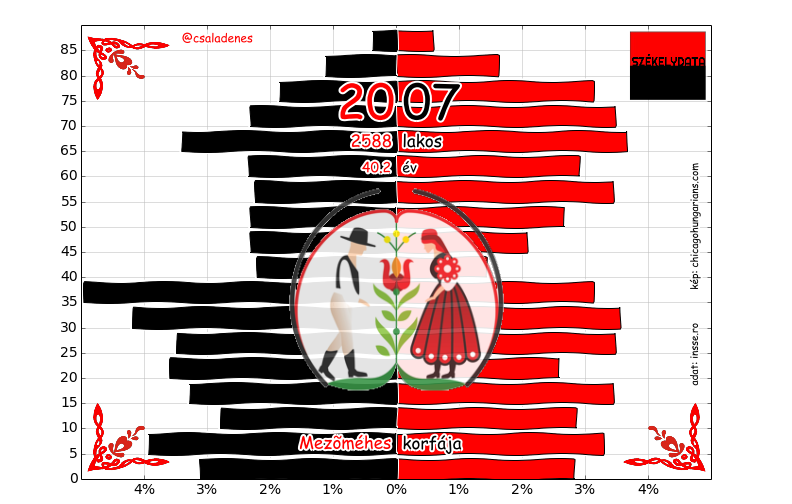 @csaladenes
SZÉKELYDATA
2007
2588 lakos
40.2 év
Mezőméhes korfája
kép: chicagohungarians.com
adat: insse.ro
85
80
75
70
65
60
55
50
45
40
35
30
25
20
15
10
5
0
4% 3% 2% 1% 0% 1% 2% 3% 4%